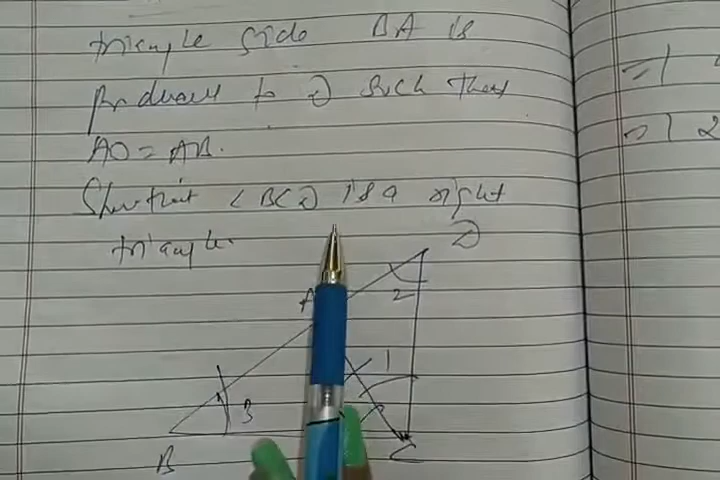 triangle side BA is
produced to D such that
AD = AB.
Show that < BCD is a right
triangle.
D
A
2
1
3
B
C